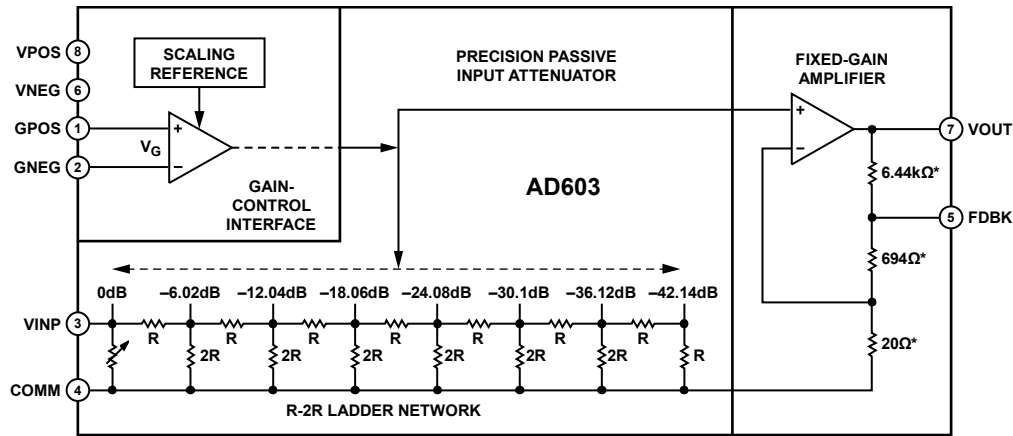 VPOS 8
VNEG 6
GPOS 1
GNEG 2
SCALING
REFERENCE
+
VG
−
GAIN-
CONTROL
INTERFACE
PRECISION PASSIVE
INPUT ATTENUATOR
AD603
FIXED-GAIN
AMPLIFIER
+
−
7 VOUT
6.44kΩ*
5 FDBK
694Ω*
20Ω*
0dB −6.02dB −12.04dB −18.06dB −24.08dB −30.1dB −36.12dB −42.14dB
VINP 3
R R R R R R R
2R 2R 2R 2R 2R 2R R
COMM 4
R-2R LADDER NETWORK